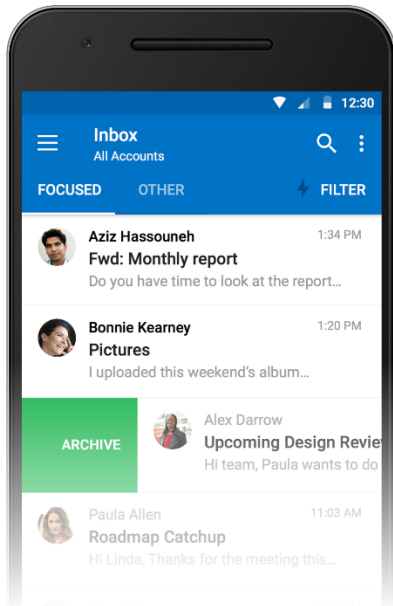 12:30
Inbox
All Accounts
FOCUSED OTHER FILTER
Aziz Hassouneh 1:34 PM
Fwd: Monthly report
Do you have time to look at the report...
Bonnie Kearney 1:20 PM
Pictures
I uploaded this weekend's album...
ARCHIVE
Alex Darrow
Upcoming Design Revie
Hi team, Paula wants to do
Paula Allen 11:03 AM
Roadmap Catchup
Hi Linda, Thanks for the meeting this...